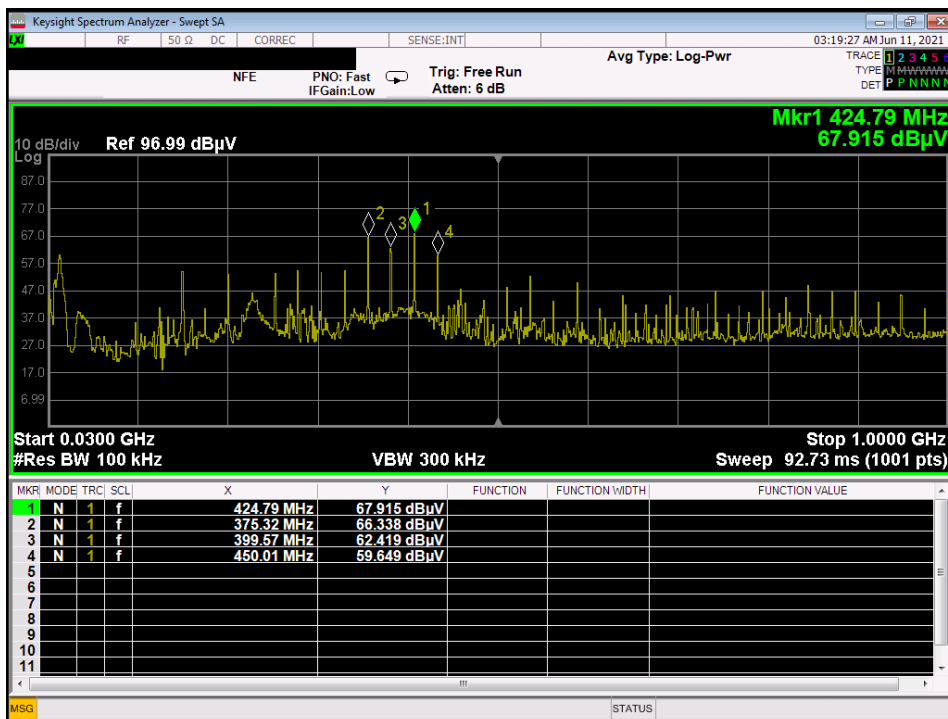 Keysight Spectrum Analyzer - Swept SA
LXI RF 50 Ω DC CORREC SENSE:INT 03:19:27 AM Jun 11, 2021
Avg Type: Log-Pwr TRACE 1 2 3 4 5 6
NFE PNO: Fast Trig: Free Run TYPE M MWWWWW
IFGain:Low Atten: 6 dB DET P P N N N N
Mkr1 424.79 MHz
10 dB/div Ref 96.99 dBµV 67.915 dBµV
Log
87.0
77.0
67.0
57.0
47.0
37.0
27.0
17.0
6.99
2 3 1 4
Start 0.0300 GHz Stop 1.0000 GHz
#Res BW 100 kHz VBW 300 kHz Sweep 92.73 ms (1001 pts)
MKR MODE TRC SCL X Y FUNCTION FUNCTION WIDTH FUNCTION VALUE
1 N 1 f 424.79 MHz 67.915 dBµV
2 N 1 f 375.32 MHz 66.338 dBµV
3 N 1 f 399.57 MHz 62.419 dBµV
4 N 1 f 450.01 MHz 59.649 dBµV
5
6
7
8
9
10
11
MSG STATUS